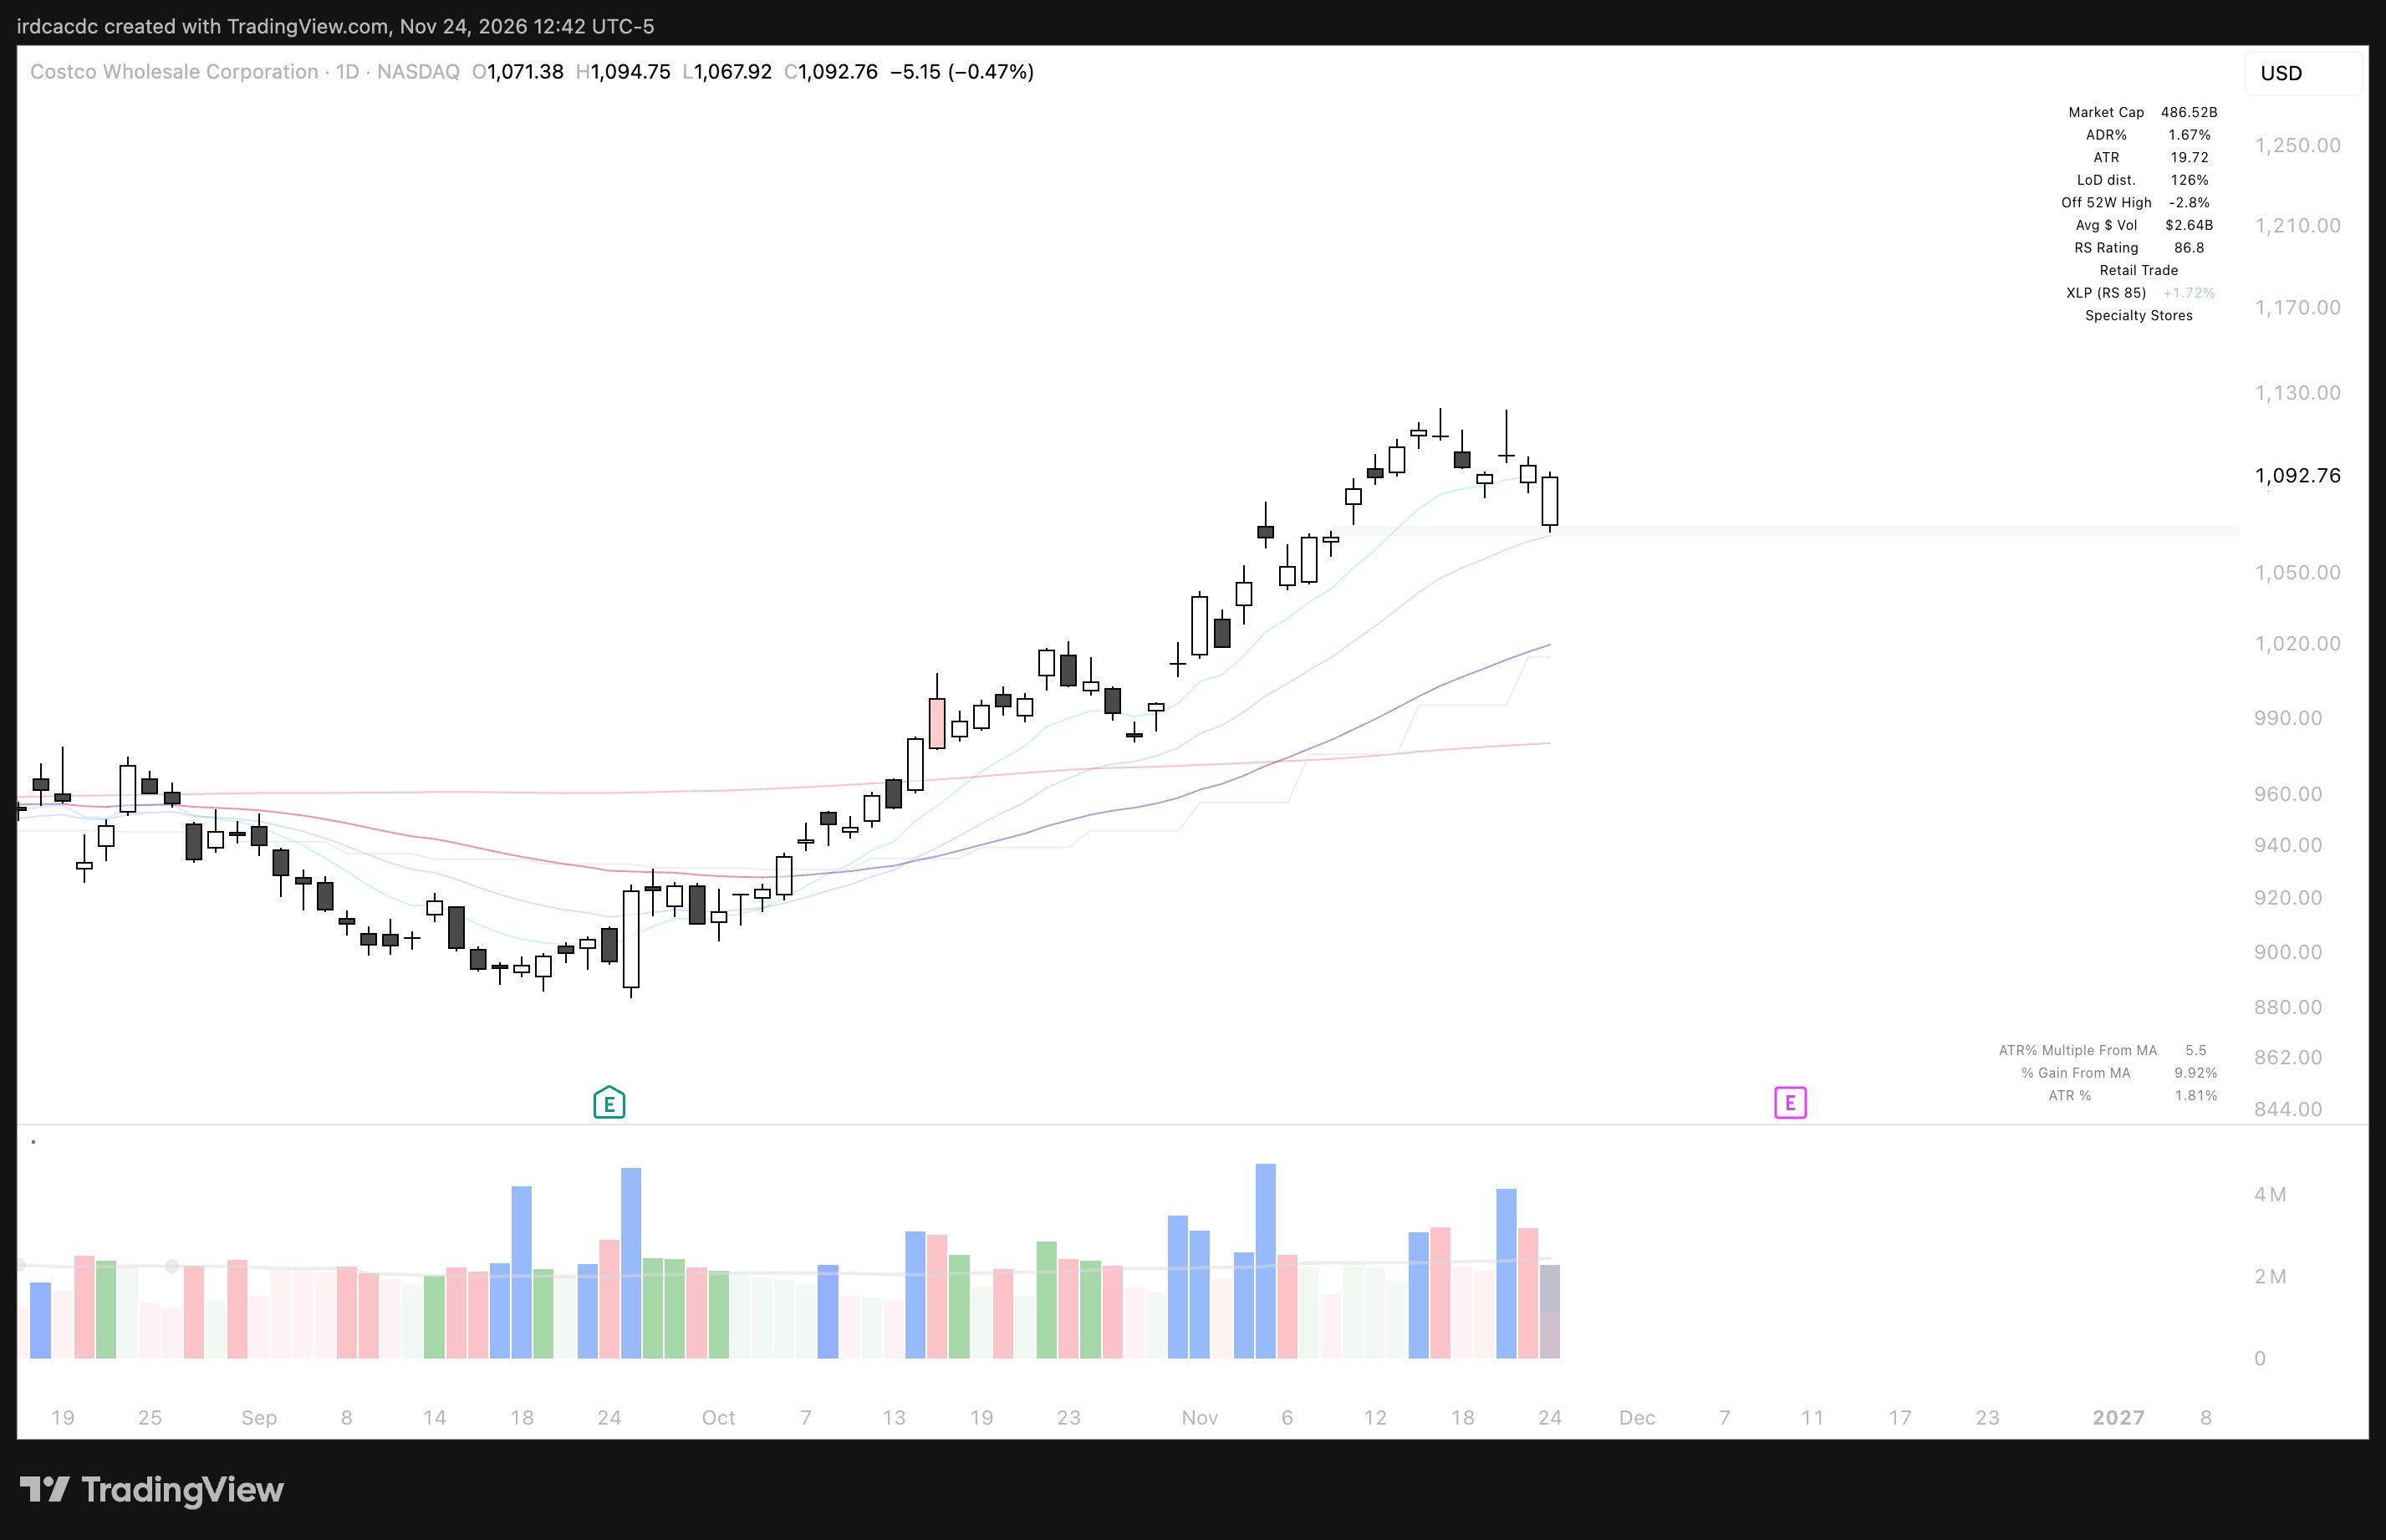 irdcacdc created with TradingView.com, Nov 24, 2026 12:42 UTC-5
Costco Wholesale Corporation · 1D · NASDAQ O1,071.38 H1,094.75 L1,067.92 C1,092.76 −5.15 (−0.47%)
USD
Market Cap 486.52B
ADR% 1.67%
ATR 19.72
LoD dist. 126%
Off 52W High -2.8%
Avg $ Vol $2.64B
RS Rating 86.8
Retail Trade
XLP (RS 85) +1.72%
Specialty Stores
1,250.00
1,210.00
1,170.00
1,130.00
1,092.76
1,050.00
1,020.00
990.00
960.00
940.00
920.00
900.00
880.00
862.00
844.00
ATR% Multiple From MA 5.5
% Gain From MA 9.92%
ATR % 1.81%
E E
4 M
2 M
0
19 25 Sep 8 14 18 24 Oct 7 13 19 23 Nov 6 12 18 24 Dec 7 11 17 23 2027 8
TradingView